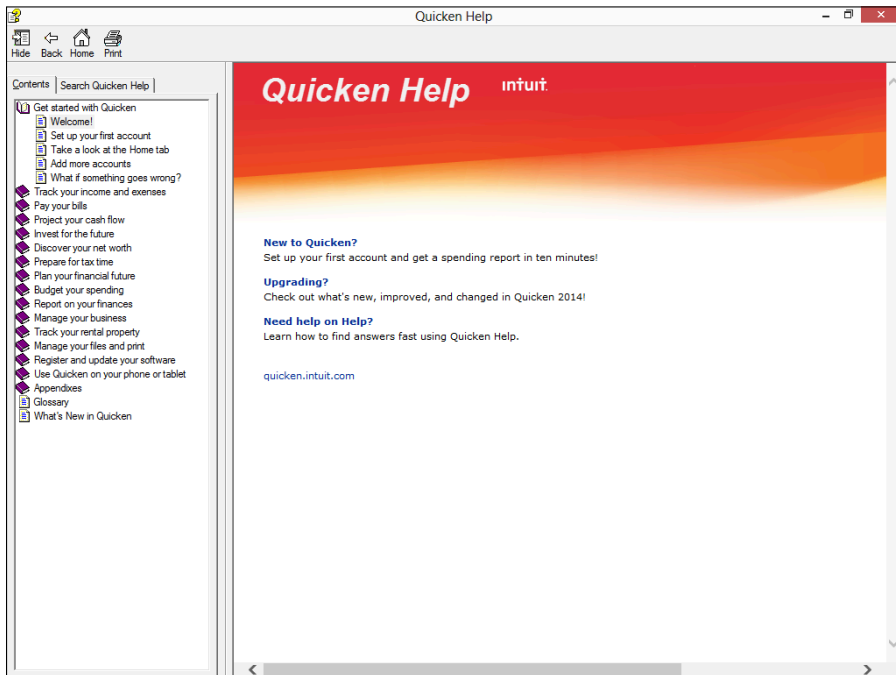 Quicken Help
Hide Back Home Print
Contents Search Quicken Help
Get started with Quicken
Welcome!
Set up your first account
Take a look at the Home tab
Add more accounts
What if something goes wrong?
Track your income and exenses
Pay your bills
Project your cash flow
Invest for the future
Discover your net worth
Prepare for tax time
Plan your financial future
Budget your spending
Report on your finances
Manage your business
Track your rental property
Manage your files and print
Register and update your software
Use Quicken on your phone or tablet
Appendixes
Glossary
What's New in Quicken
Quicken Help intuit.
New to Quicken?
Set up your first account and get a spending report in ten minutes!
Upgrading?
Check out what's new, improved, and changed in Quicken 2014!
Need help on Help?
Learn how to find answers fast using Quicken Help.
quicken.intuit.com